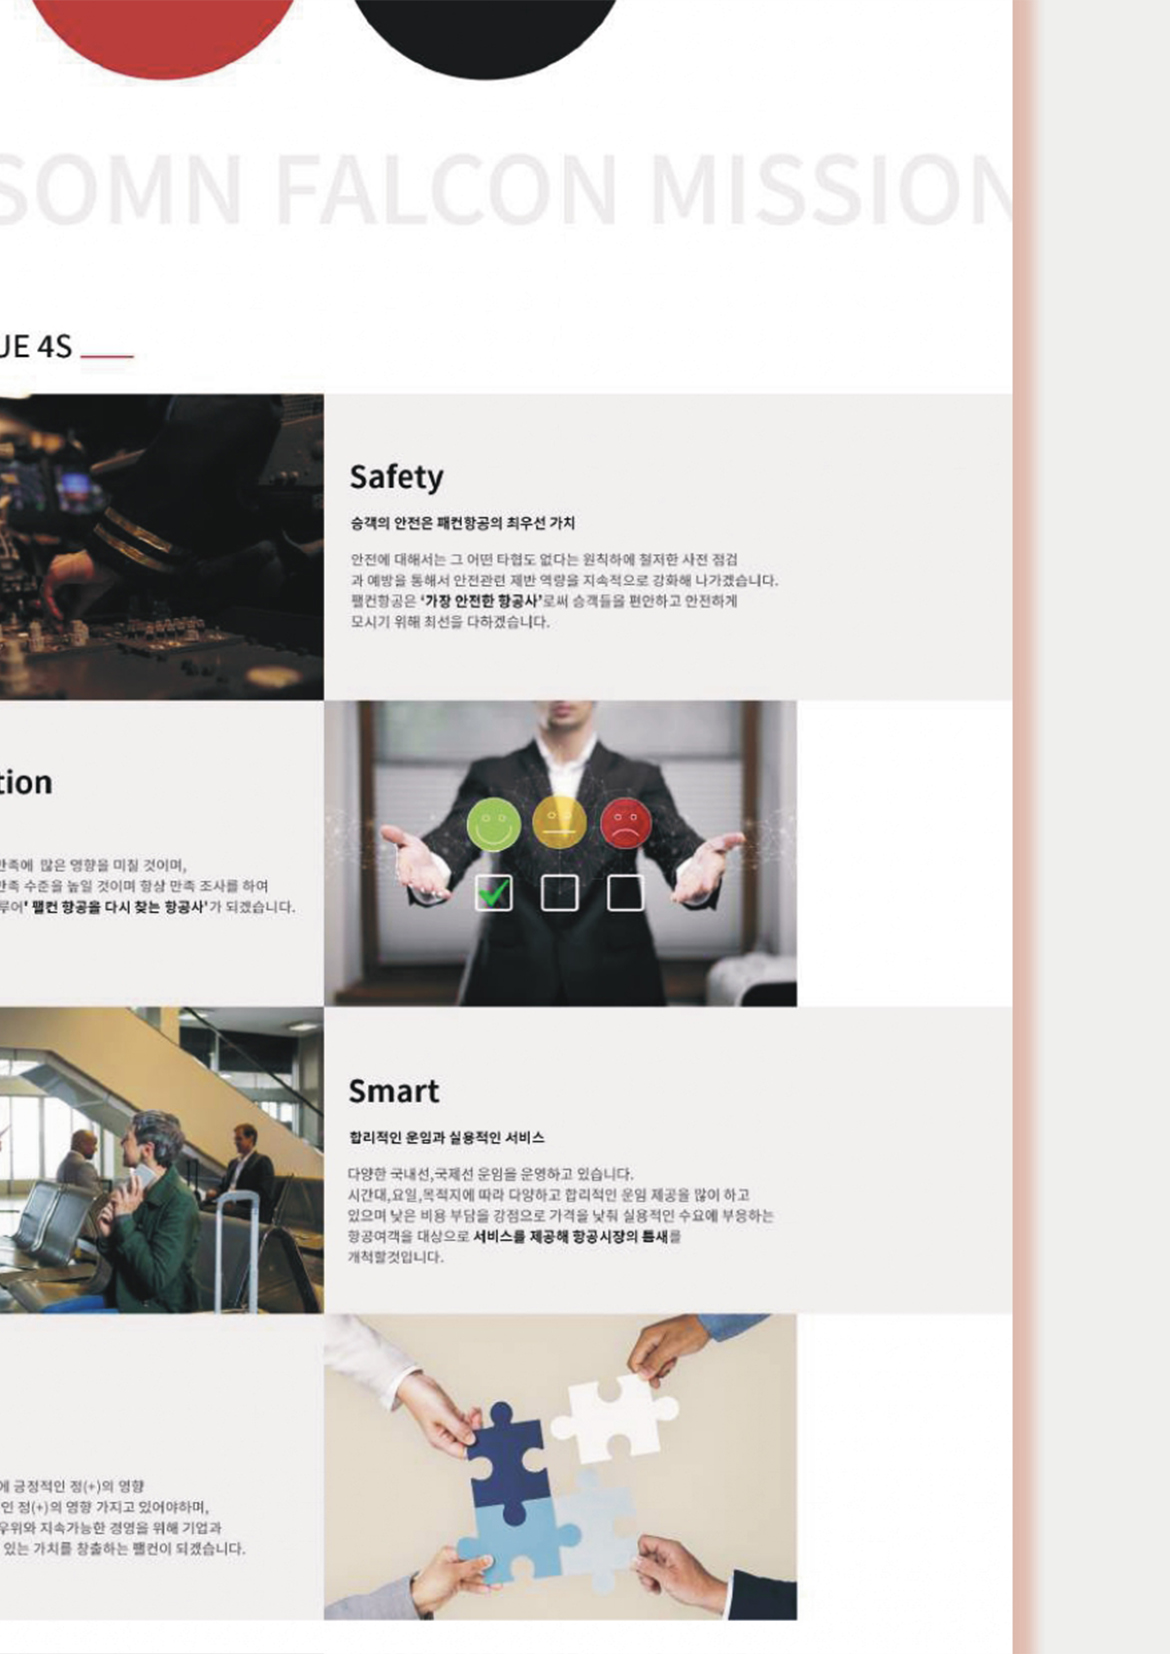 SOMN FALCON MISSION
UE 4S
Safety
승객의 안전은 패컨항공의 최우선 가치
안전에 대해서는 그 어떤 타협도 없다는 원칙하에 철저한 사전 점검
과 예방을 통해서 안전관련 제반 역량을 지속적으로 강화해 나가겠습니다.
팰컨항공은 '가장 안전한 항공사'로써 승객들을 편안하고 안전하게
모시기 위해 최선을 다하겠습니다.
tion
만족에 많은 영향을 미칠 것이며,
만족 수준을 높일 것이며 항상 만족 조사를 하여
루어' 팰컨 항공을 다시 찾는 항공사'가 되겠습니다.
Smart
합리적인 운임과 실용적인 서비스
다양한 국내선,국제선 운임을 운영하고 있습니다.
시간대,요일,목적지에 따라 다양하고 합리적인 운임 제공을 많이 하고
있으며 낮은 비용 부담을 강점으로 가격을 낮춰 실용적인 수요에 부응하는
항공여객을 대상으로 서비스를 제공해 항공시장의 틈새를
개척할것입니다.
에 긍정적인 정(+)의 영향
인 점(+)의 영향 가지고 있어야하며,
우위와 지속가능한 경영을 위해 기업과
있는 가치를 창출하는 팰컨이 되겠습니다.